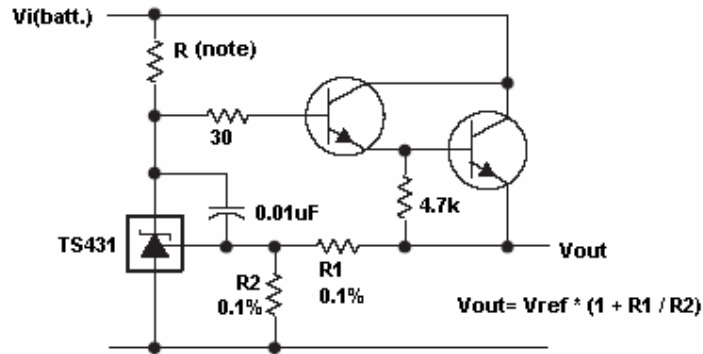 Vi(batt.)
R (note)
30
4.7k
0.01uF
TS431
Vout
R1
0.1%
R2
0.1%
Vout= Vref * (1 + R1 / R2)